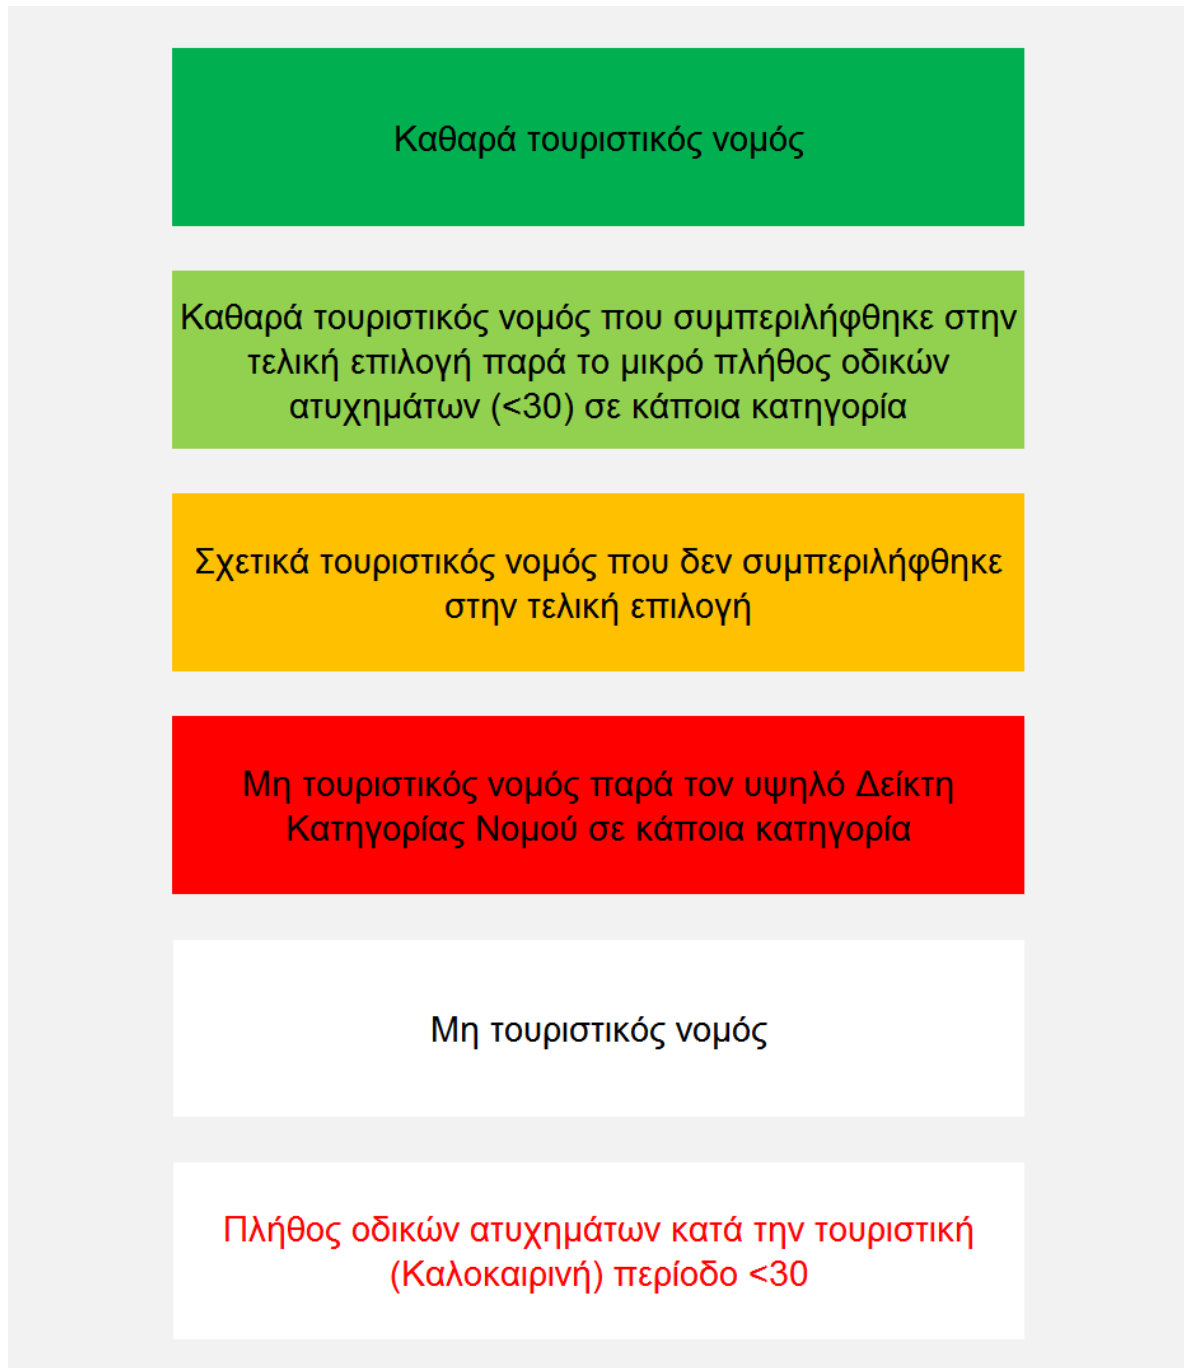 Καθαρά τουριστικός νομός
Καθαρά τουριστικός νομός που συμπεριλήφθηκε στην
τελική επιλογή παρά το μικρό πλήθος οδικών
ατυχημάτων (<30) σε κάποια κατηγορία
Σχετικά τουριστικός νομός που δεν συμπεριλήφθηκε
στην τελική επιλογή
Μη τουριστικός νομός παρά τον υψηλό Δείκτη
Κατηγορίας Νομού σε κάποια κατηγορία
Μη τουριστικός νομός
Πλήθος οδικών ατυχημάτων κατά την τουριστική
(Καλοκαιρινή) περίοδο <30